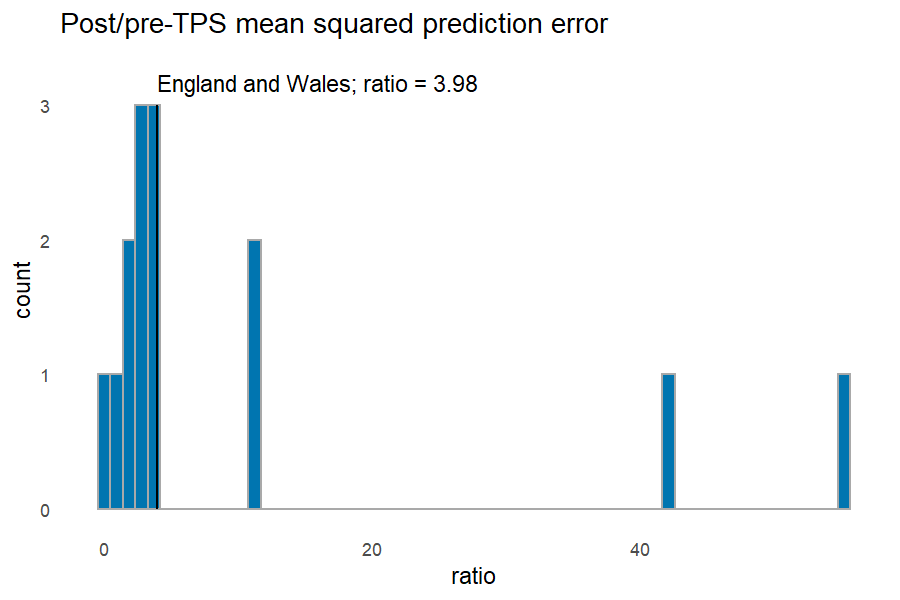 Post/pre-TPS mean squared prediction error
England and Wales; ratio = 3.98
3
2
1
0
count
0 20 40
ratio